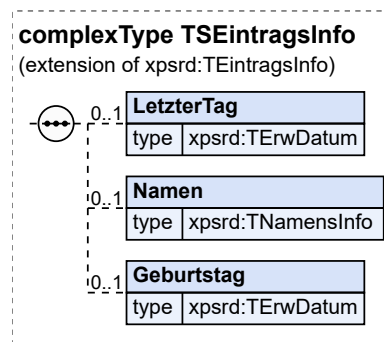 complexType TSEintragsInfo
(extension of xpsrd:TEintragsInfo)
0..1 LetzterTag
type xpsrd:TErwDatum
0..1 Namen
type xpsrd:TNamensInfo
0..1 Geburtstag
type xpsrd:TErwDatum